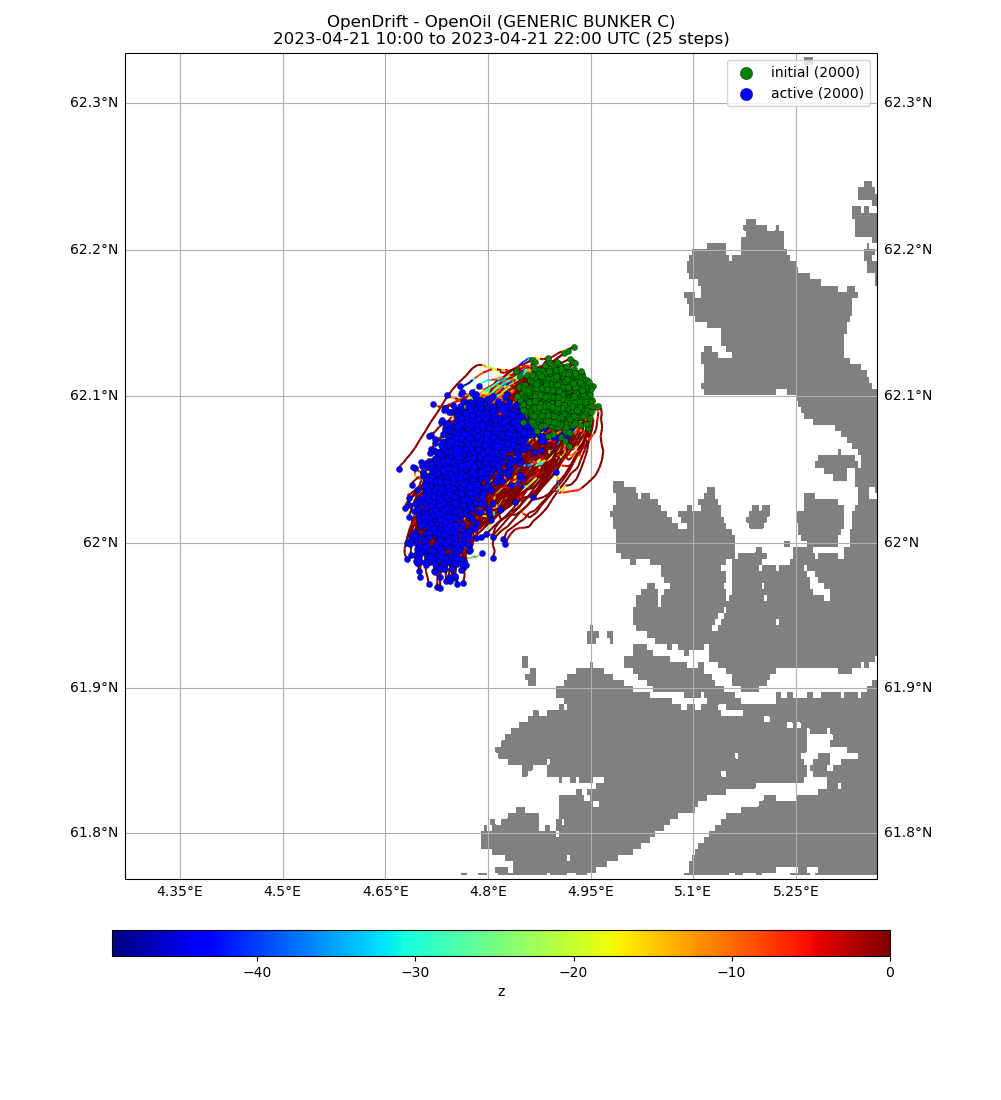 OpenDrift - OpenOil (GENERIC BUNKER C)
2023-04-21 10:00 to 2023-04-21 22:00 UTC (25 steps)
initial (2000)
active (2000)
62.3°N 62.3°N
62.2°N 62.2°N
62.1°N 62.1°N
62°N 62°N
61.9°N 61.9°N
61.8°N 61.8°N
4.35°E 4.5°E 4.65°E 4.8°E 4.95°E 5.1°E 5.25°E
−40 −30 −20 −10 0
z